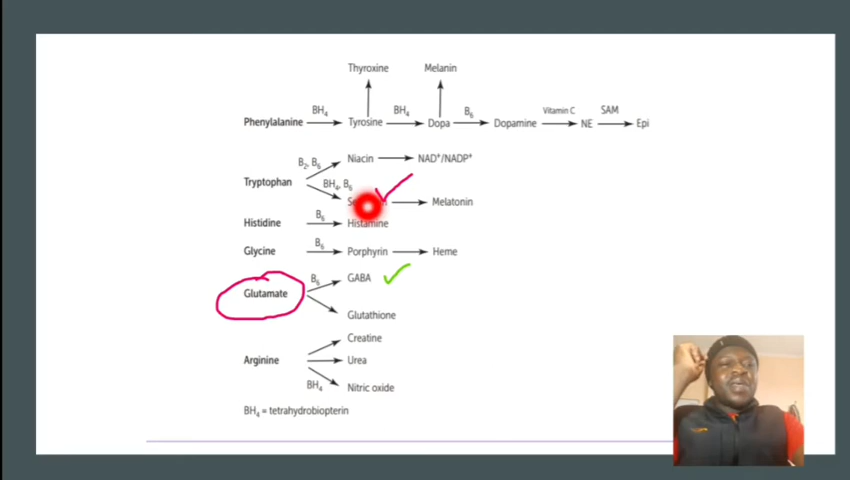 Thyroxine Melanin
BH₄ BH₄ B₆ Vitamin C SAM
Phenylalanine Tyrosine Dopa Dopamine NE Epi
B₂, B₆ Niacin NAD⁺/NADP⁺
Tryptophan BH₄, B₆
Melatonin
B₆
Histidine Histamine
B₆
Glycine Porphyrin Heme
B₆ GABA
Glutamate
Glutathione
Creatine
Arginine Urea
BH₄ Nitric oxide
BH₄ = tetrahydrobiopterin